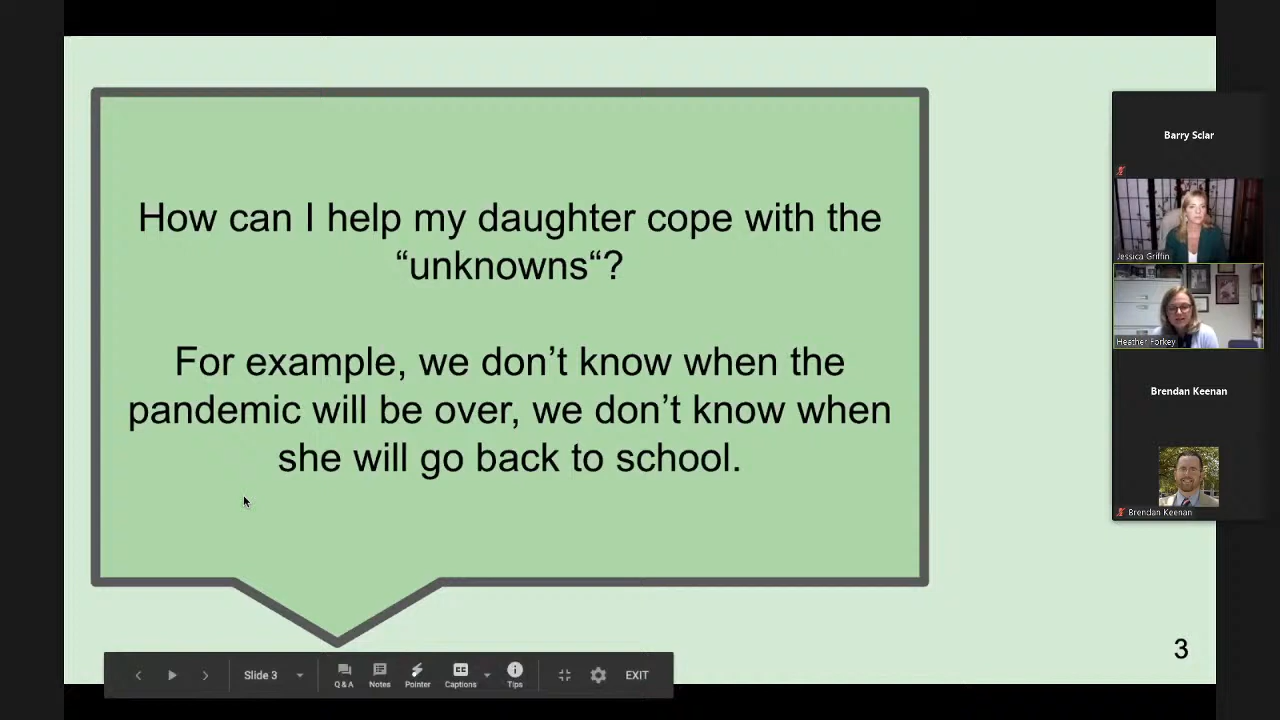 How can I help my daughter cope with the
“unknowns“?
For example, we don’t know when the
pandemic will be over, we don’t know when
she will go back to school.
3
Barry Sclar
Jessica Griffin
Heather Forkey
Brendan Keenan
Brendan Keenan
Slide 3
Q & A
Notes
Pointer
CC
Captions
Tips
EXIT